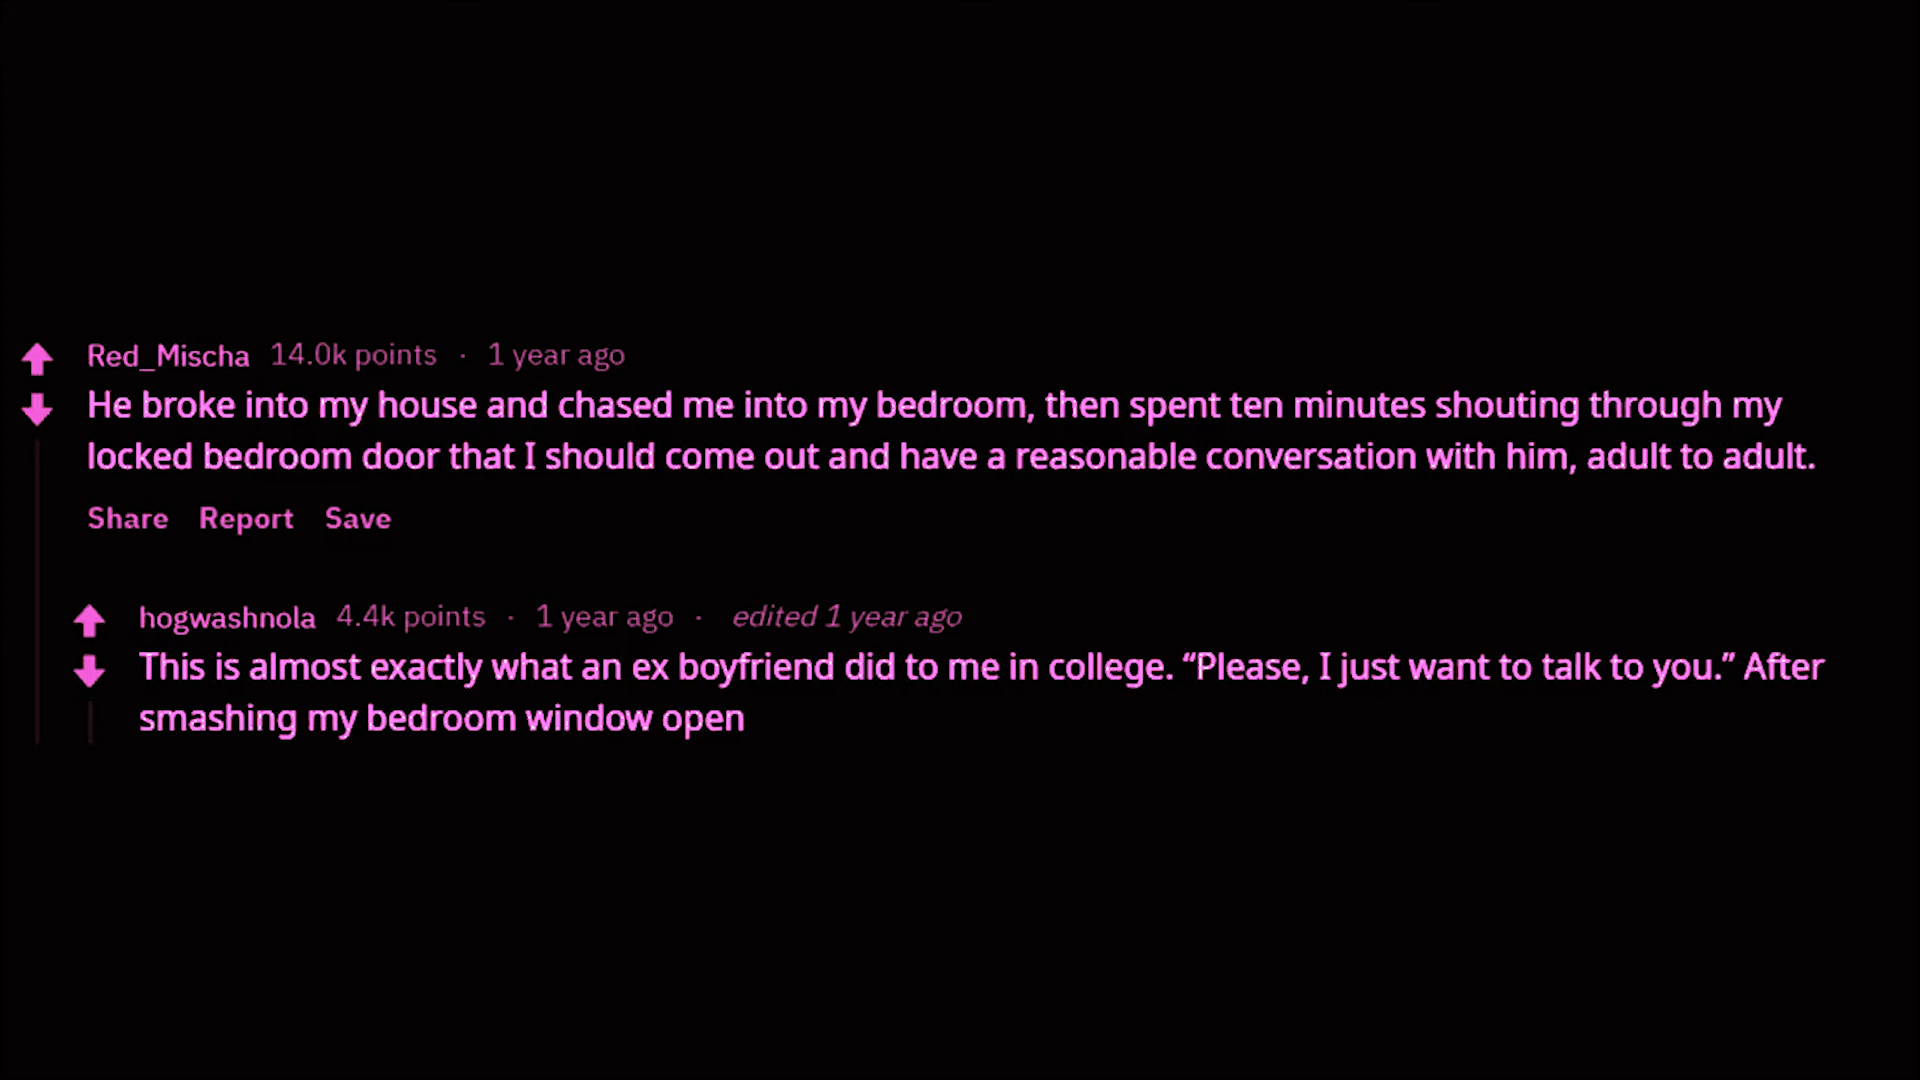 Red_Mischa 14.0k points · 1 year ago
He broke into my house and chased me into my bedroom, then spent ten minutes shouting through my
locked bedroom door that I should come out and have a reasonable conversation with him, adult to adult.
Share Report Save
hogwashnola 4.4k points · 1 year ago · edited 1 year ago
This is almost exactly what an ex boyfriend did to me in college. “Please, I just want to talk to you.” After
smashing my bedroom window open